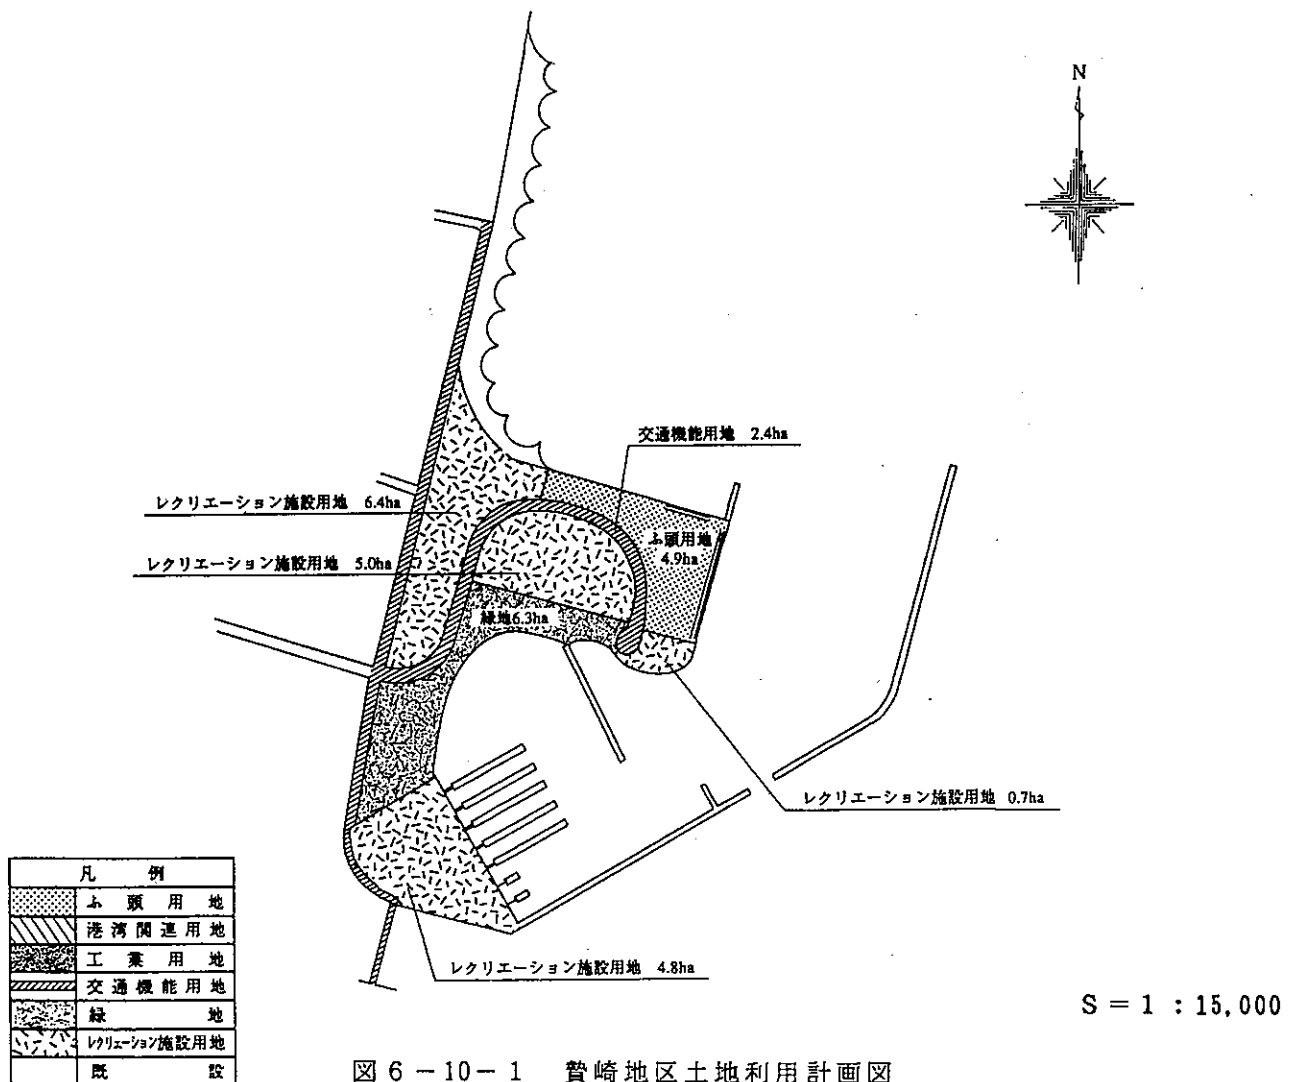 N
交通機能用地 2.4ha
レクリエーション施設用地 6.4ha
ふ頭用地
4.9ha
レクリエーション施設用地 5.0ha
緑地6.3ha
レクリエーション施設用地 0.7ha
レクリエーション施設用地 4.8ha
凡例
ふ頭用地
港湾関連用地
工業用地
交通機能用地
緑地
レクリエーション施設用地
既設
S = 1 : 15,000
図6-10-1 贄崎地区土地利用計画図